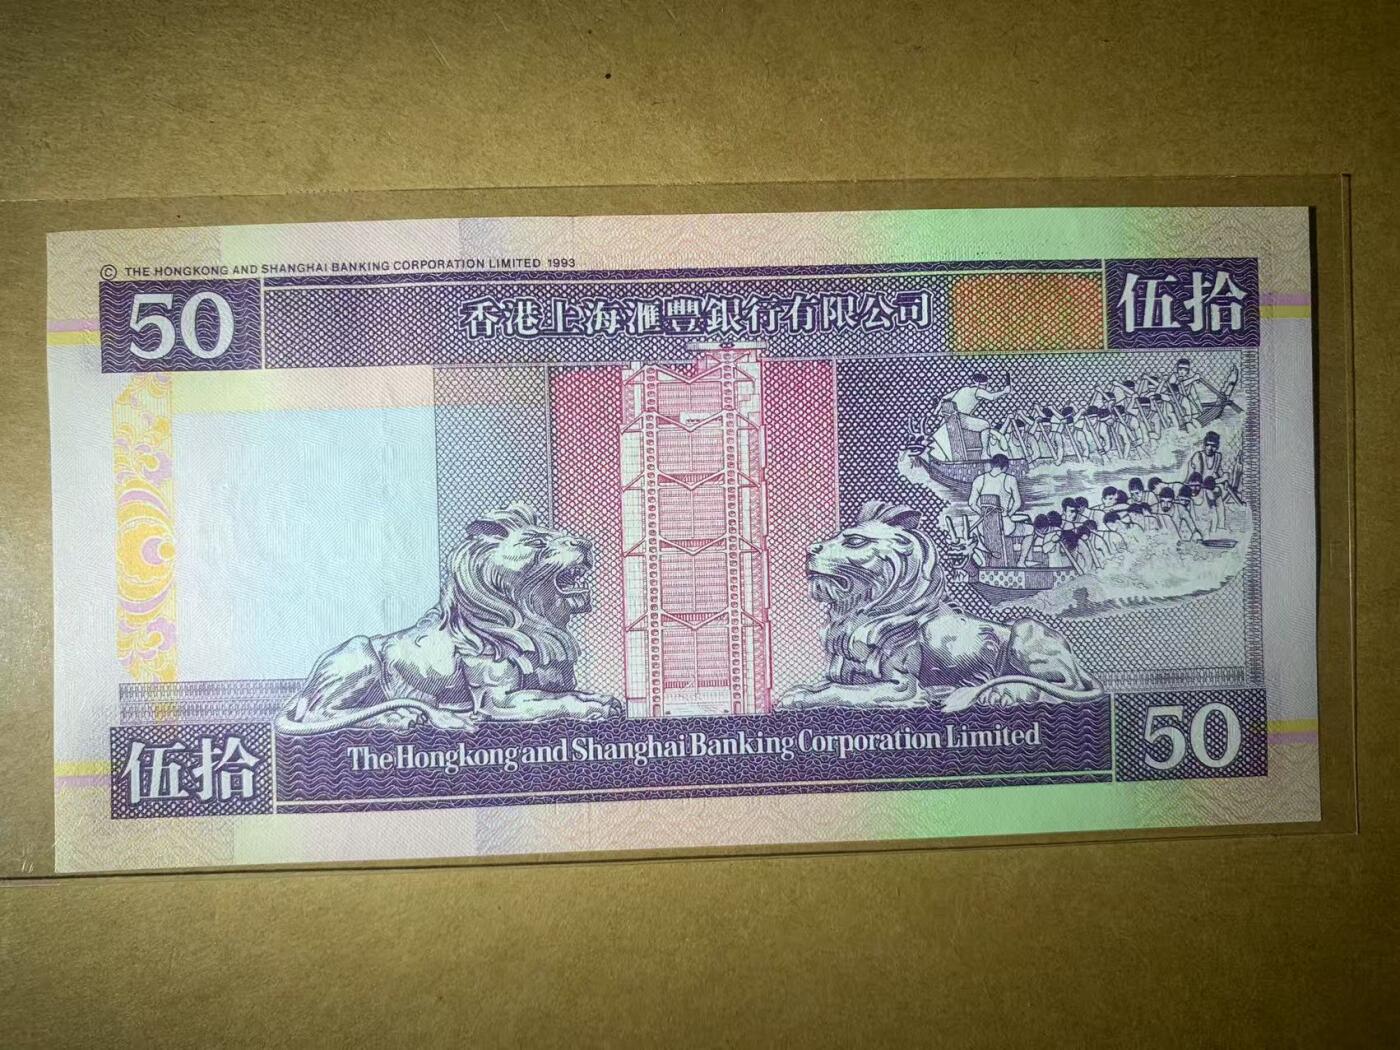 © THE HONGKONG AND SHANGHAI BANKING CORPORATION LIMITED 1993
50
香港上海滙豐銀行有限公司
伍拾
伍拾
The Hongkong and Shanghai Banking Corporation Limited
50